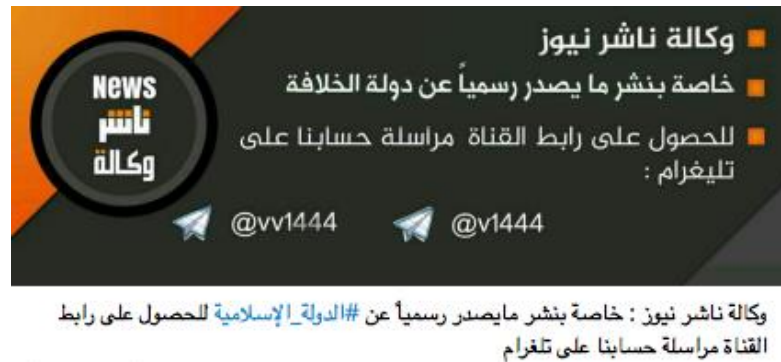 وكالة ناشر نيوز
خاصة بنشر ما يصدر رسمياً عن دولة الخلافة
للحصول على رابط القناة مراسلة حسابنا على
تليغرام :
@vv1444
@v1444
News
ناشر
وكالة
وكالة ناشر نيوز : خاصة بنشر مايصدر رسمياً عن #الدولة_الإسلامية للحصول على رابط
القناة مراسلة حسابنا على تلغرام